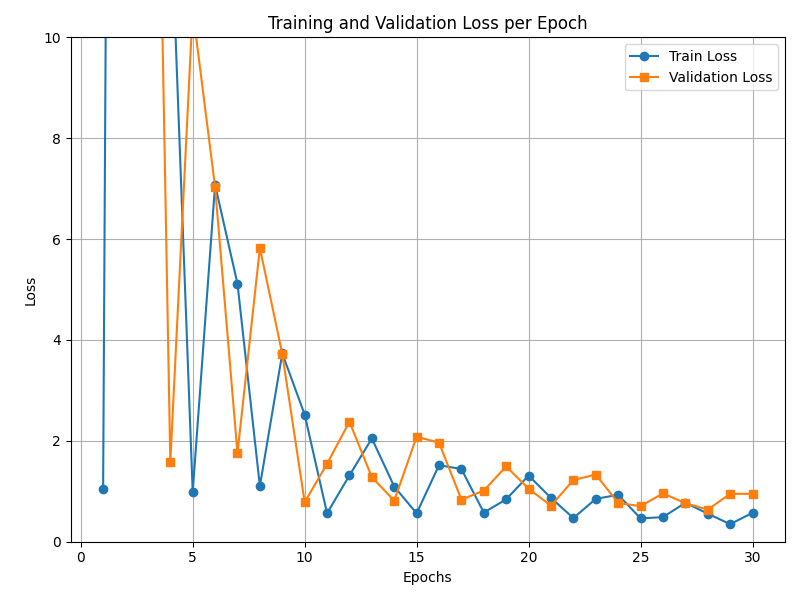 Training and Validation Loss per Epoch
Train Loss
Validation Loss
10
8
6
4
2
0
Loss
0 5 10 15 20 25 30
Epochs